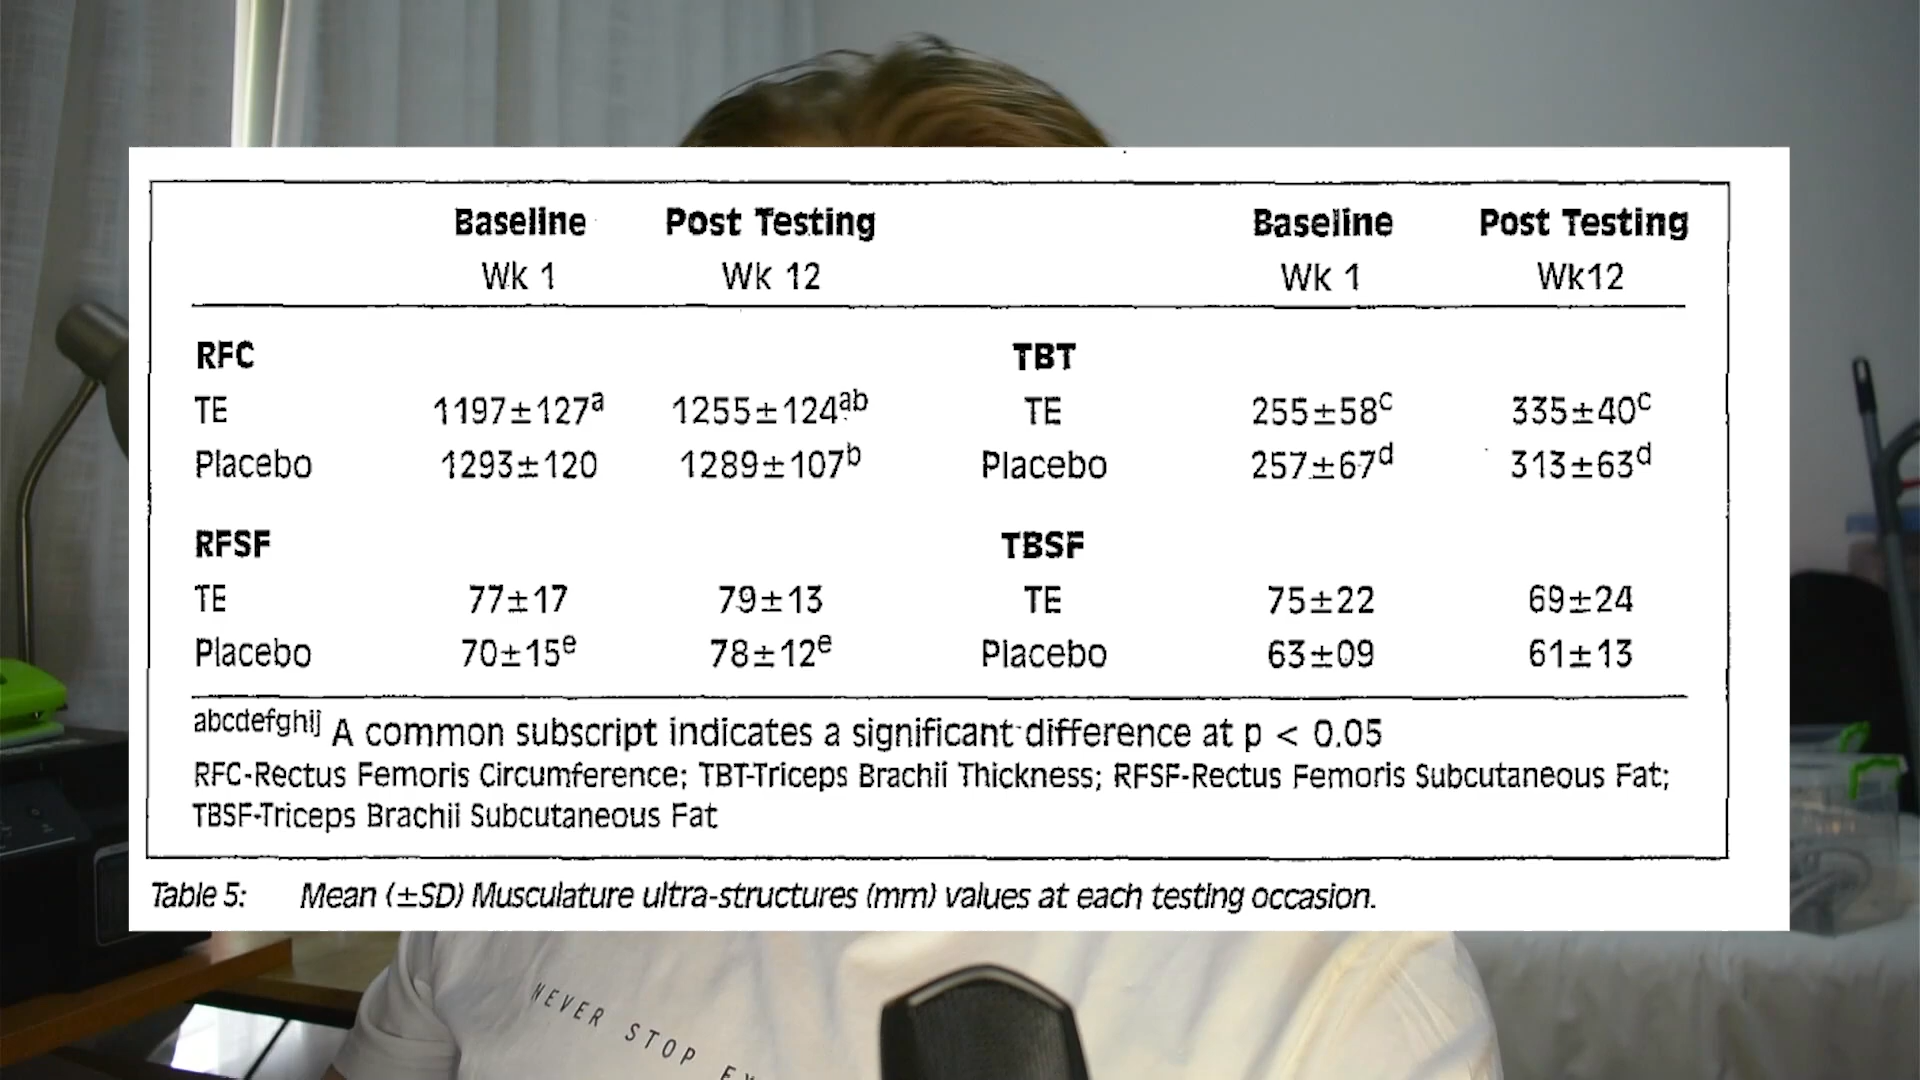 Baseline Post Testing Baseline Post Testing
Wk 1 Wk 12 Wk 1 Wk12
RFC TBT
TE 1197±127a 1255±124ab TE 255±58c 335±40c
Placebo 1293±120 1289±107b Placebo 257±67d 313±63d
RFSF TBSF
TE 77±17 79±13 TE 75±22 69±24
Placebo 70±15e 78±12e Placebo 63±09 61±13
abcdefghij A common subscript indicates a significant difference at p < 0.05
RFC-Rectus Femoris Circumference; TBT-Triceps Brachii Thickness; RFSF-Rectus Femoris Subcutaneous Fat;
TBSF-Triceps Brachii Subcutaneous Fat
Table 5: Mean (±SD) Musculature ultra-structures (mm) values at each testing occasion.
NEVER STOP